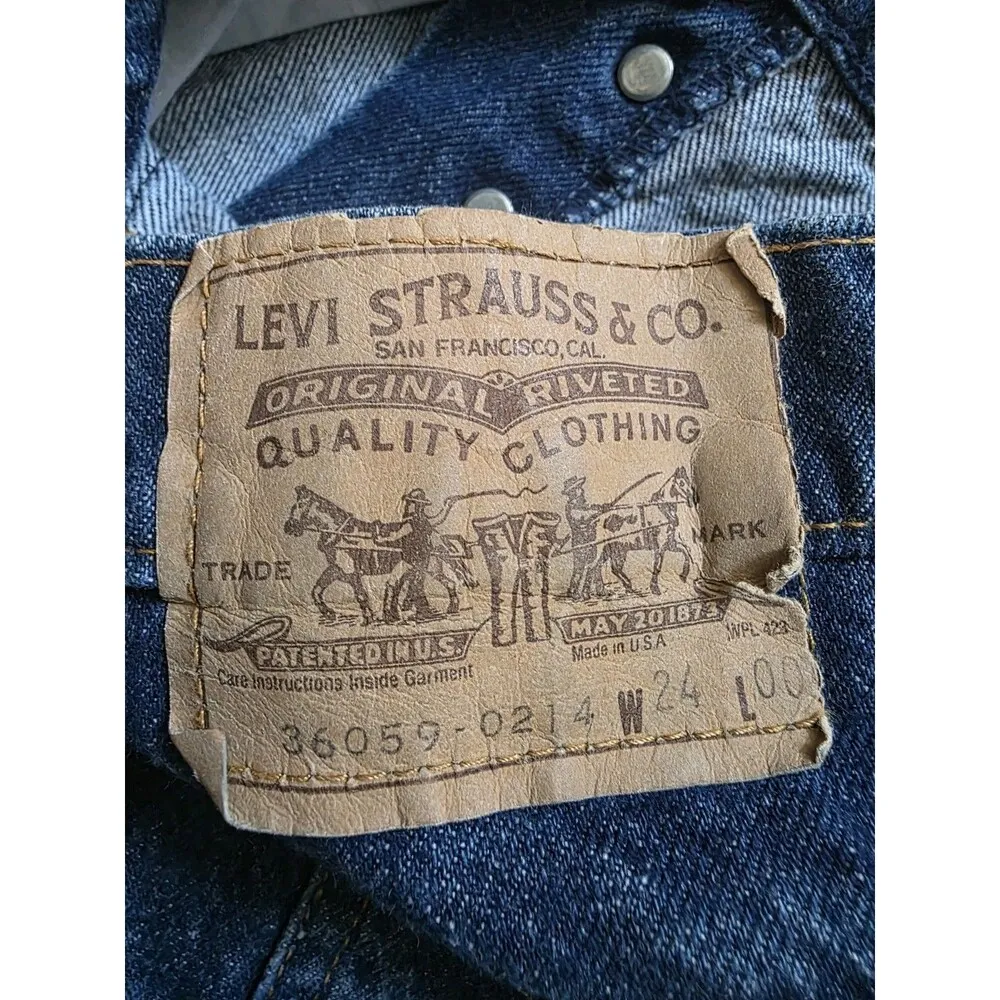 LEVI STRAUSS & CO.
SAN FRANCISCO, CAL.
ORIGINAL RIVETED
QUALITY CLOTHING
TRADE MARK
PATENTED IN U.S. MAY 20 1873
WPL 423
Care Instructions Inside Garment Made in U S A
36059-0214 W 24 L 00